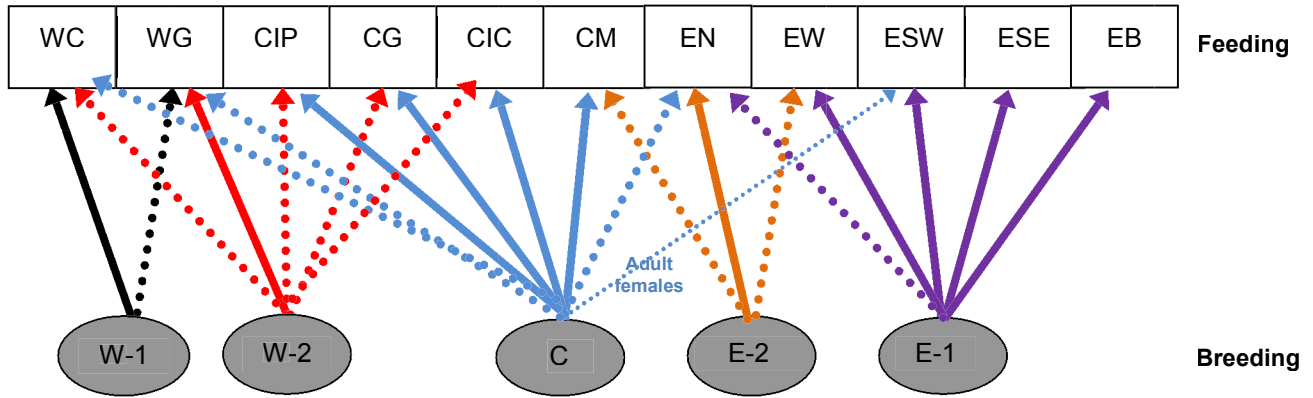 WC WG CIP CG CIC CM EN EW ESW ESE EB Feeding
Adult
females
W-1 W-2 C E-2 E-1 Breeding